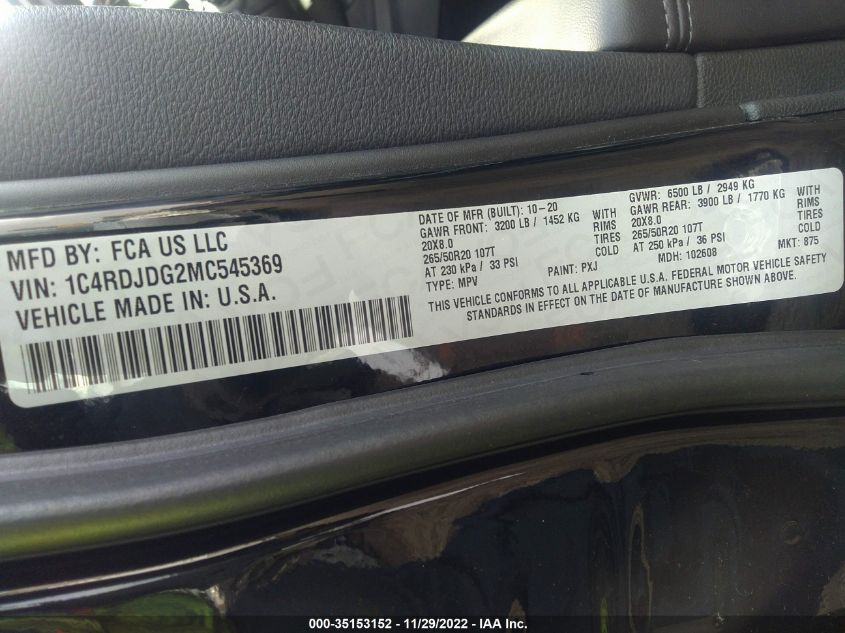 MFD BY: FCA US LLC
VIN: 1C4RDJDG2MC545369
VEHICLE MADE IN: U.S.A.
DATE OF MFR (BUILT): 10-20
GAWR FRONT: 3200 LB / 1452 KG WITH
20X8.0 RIMS
265/50R20 107T TIRES
AT 230 kPa / 33 PSI COLD
TYPE: MPV PAINT: PXJ
GVWR: 6500 LB / 2949 KG
GAWR REAR: 3900 LB / 1770 KG WITH
20X8.0 RIMS
265/50R20 107T TIRES
AT 250 kPa / 36 PSI COLD
MDH: 102608 MKT: 875
THIS VEHICLE CONFORMS TO ALL APPLICABLE U.S.A. FEDERAL MOTOR VEHICLE SAFETY
STANDARDS IN EFFECT ON THE DATE OF MANUFACTURE SHOWN ABOVE.
000-35153152 - 11/29/2022 - IAA Inc.